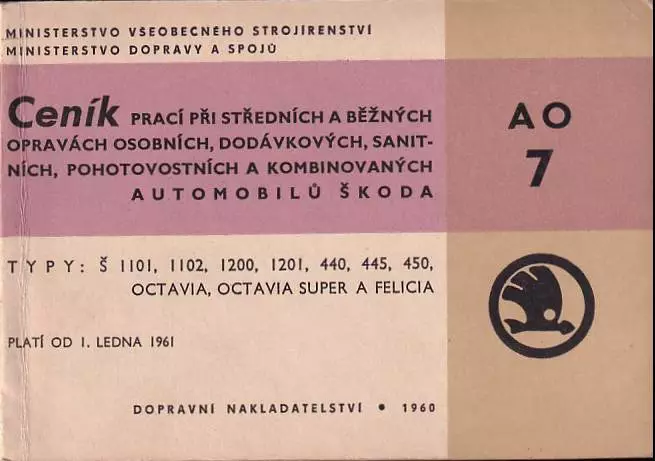 MINISTERSTVO VŠEOBECNÉHO STROJÍRENSTVÍ
MINISTERSTVO DOPRAVY A SPOJŮ
Ceník PRACÍ PŘI STŘEDNÍCH A BĚŽNÝCH
OPRAVÁCH OSOBNÍCH, DODÁVKOVÝCH, SANIT-
NÍCH, POHOTOVOSTNÍCH A KOMBINOVANÝCH
AUTOMOBILŮ ŠKODA
AO
7
TYPY: Š 1101, 1102, 1200, 1201, 440, 445, 450,
OCTAVIA, OCTAVIA SUPER A FELICIA
PLATÍ OD 1. LEDNA 1961
DOPRAVNÍ NAKLADATELSTVÍ • 1960